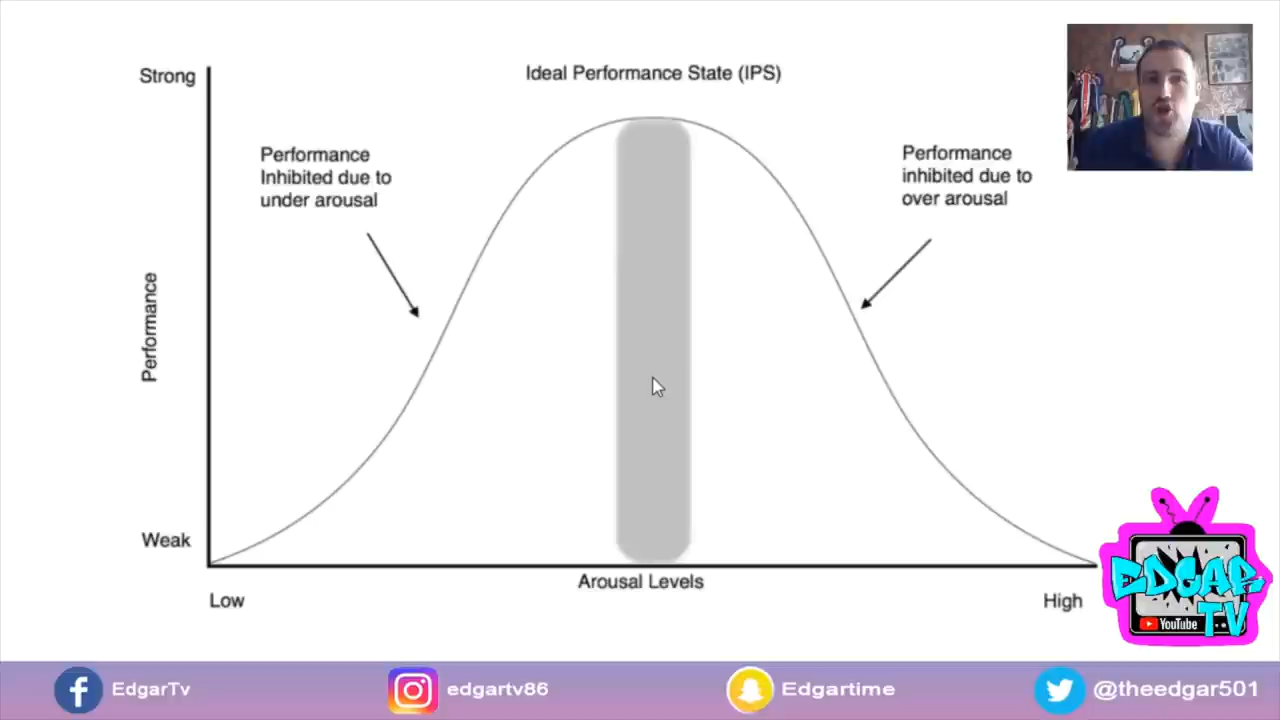 Strong
Ideal Performance State (IPS)
Performance
Inhibited due to
under arousal
Performance
inhibited due to
over arousal
Performance
Weak
Arousal Levels
Low
High
EDGAR
TV
YouTube
EdgarTv
edgartv86
Edgartime
@theedgar501